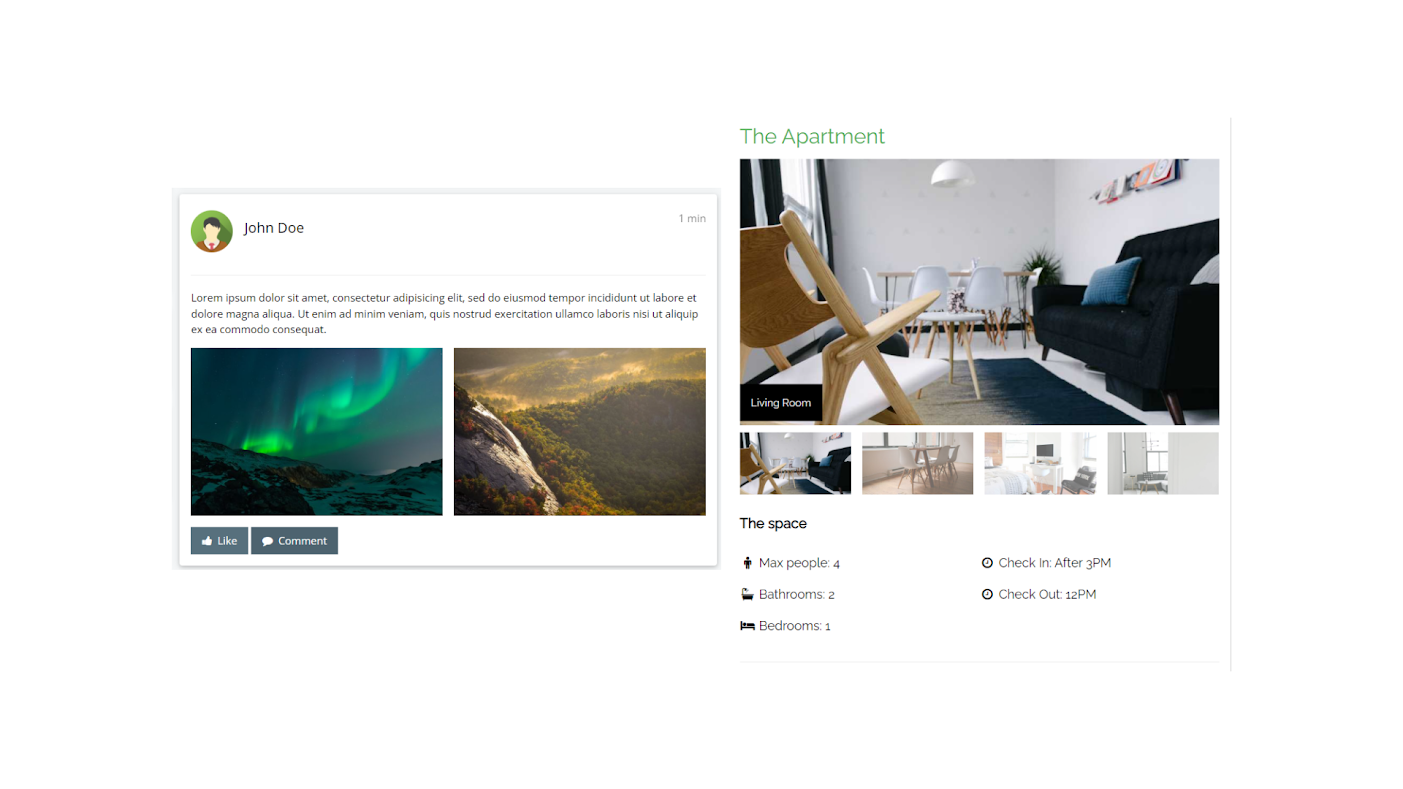 John Doe
1 min
Lorem ipsum dolor sit amet, consectetur adipisicing elit, sed do eiusmod tempor incididunt ut labore et
dolore magna aliqua. Ut enim ad minim veniam, quis nostrud exercitation ullamco laboris nisi ut aliquip
ex ea commodo consequat.
Like
Comment
The Apartment
Living Room
The space
Max people: 4
Check In: After 3PM
Bathrooms: 2
Check Out: 12PM
Bedrooms: 1